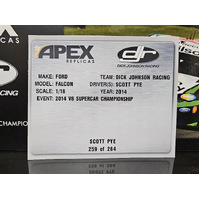 APEX
REPLICAS
DICK JOHNSON RACING
MAKE: FORD TEAM: DICK JOHNSON RACING
MODEL: FALCON DRIVER(S): SCOTT PYE
SCALE: 1/18 YEAR: 2014
EVENT: 2014 V8 SUPERCAR CHAMPIONSHIP
SCOTT PYE
259 OF 264